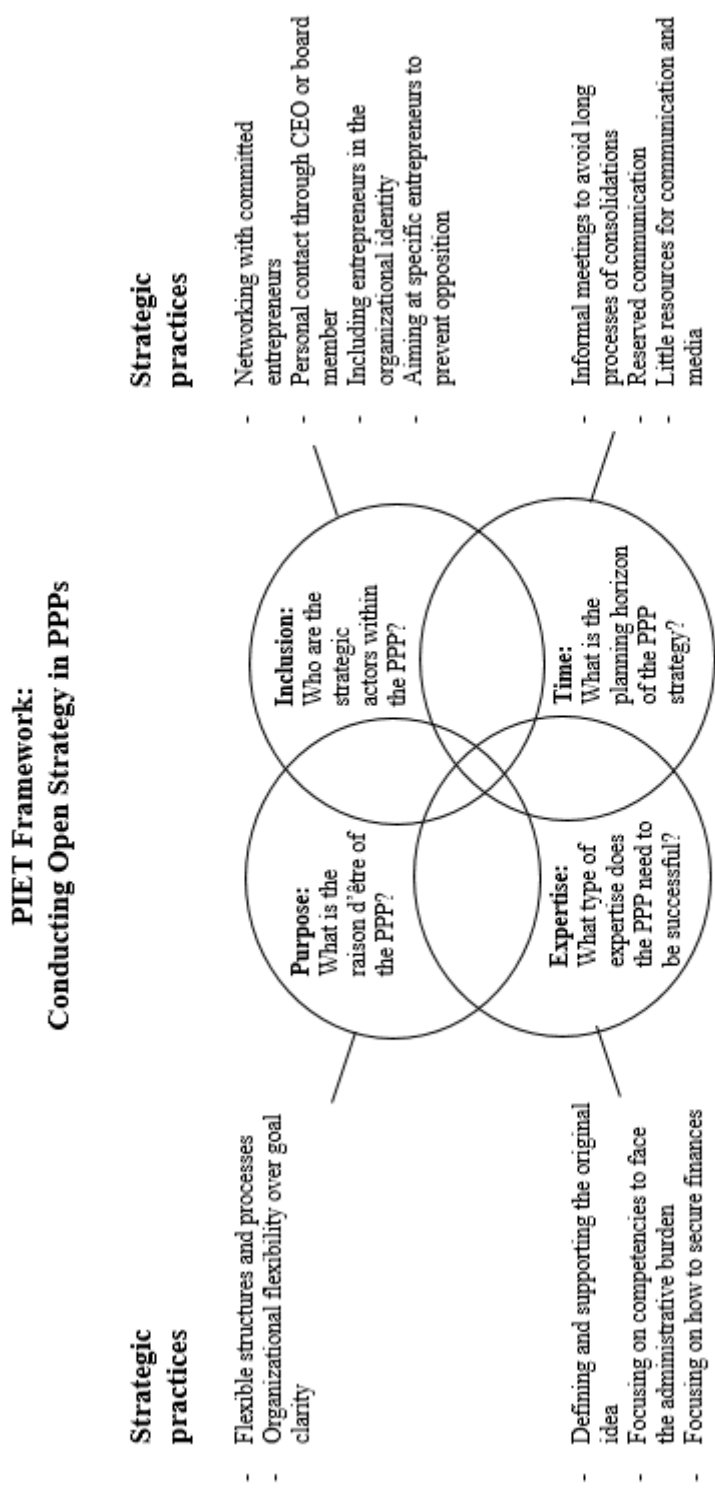 PIET Framework:
Conducting Open Strategy in PPPs
Strategic
practices
- Flexible structures and processes
- Organizational flexibility over goal
clarity
- Defining and supporting the original
idea
- Focusing on competencies to face
the administrative burden
- Focusing on how to secure finances
Purpose:
What is the
raison d'être of
the PPP?
Inclusion:
Who are the
strategic
actors within
the PPP?
Expertise:
What type of
expertise does
the PPP need to
be successful?
Time:
What is the
planning horizon
of the PPP
strategy?
Strategic
practices
- Networking with committed
entrepreneurs
- Personal contact through CEO or board
member
- Including entrepreneurs in the
organizational identity
- Aiming at specific entrepreneurs to
prevent opposition
- Informal meetings to avoid long
processes of consolidations
- Reserved communication
- Little resources for communication and
media